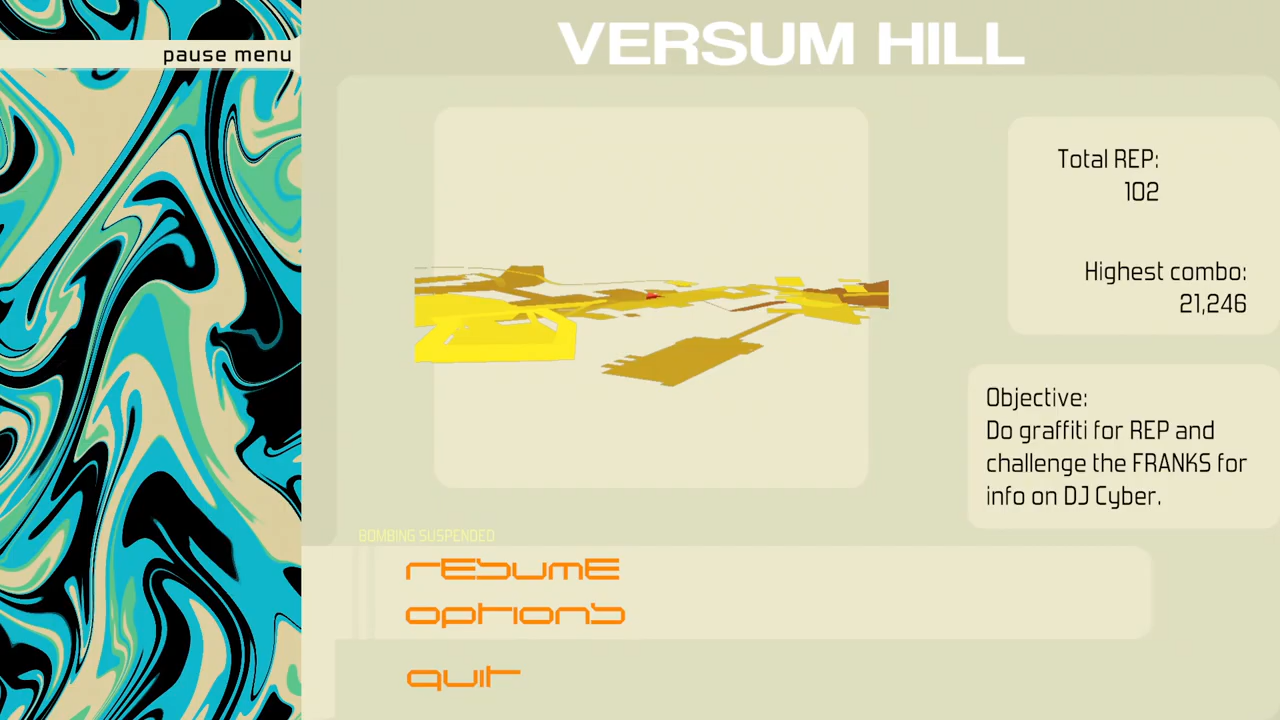 pause menu
VERSUM HILL
Total REP:
102
Highest combo:
21,246
Objective:
Do graffiti for REP and
challenge the FRANKS for
info on DJ Cyber.
BOMBING SUSPENDED
rEsumE
options
quit